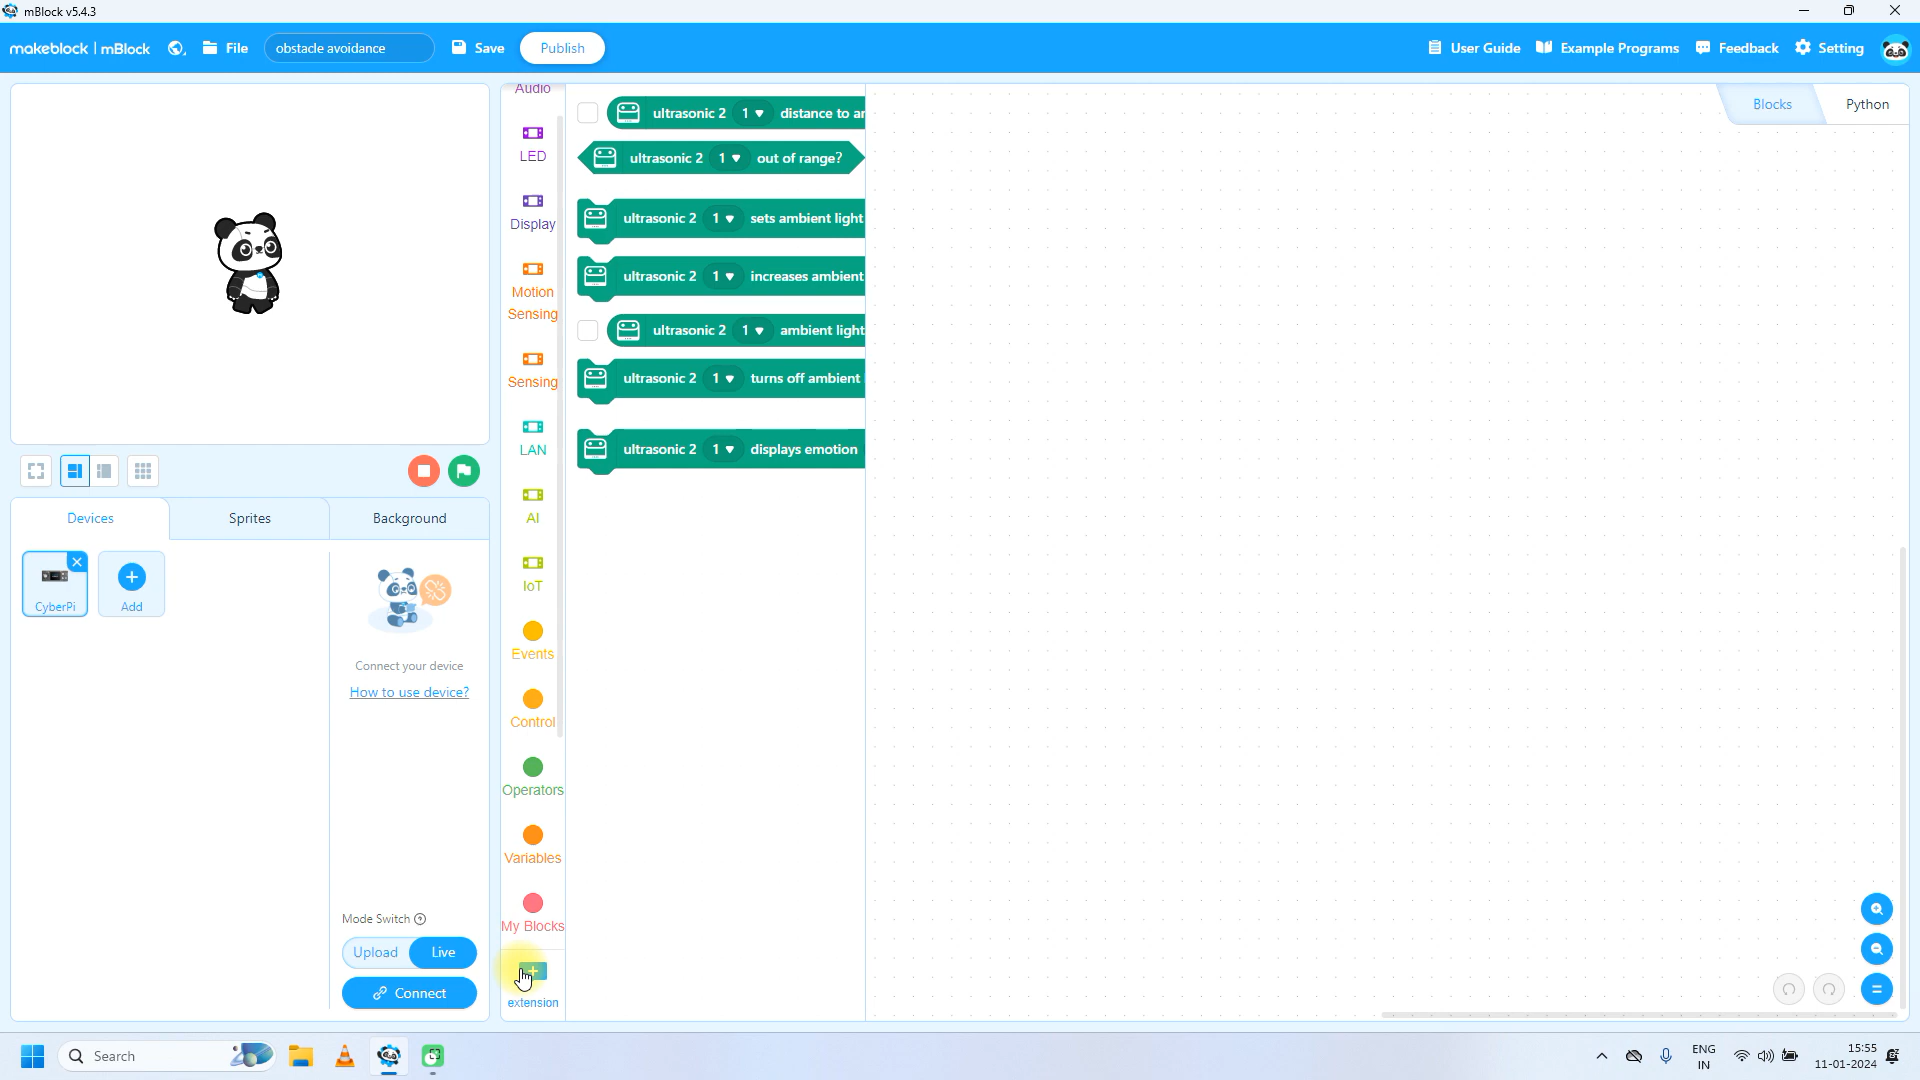 mBlock v5.4.3
makeblock | mBlock
File
obstacle avoidance
Save
Publish
User Guide
Example Programs
Feedback
Setting
Blocks
Python
Audio
LED
Display
Motion
Sensing
Sensing
LAN
AI
IoT
Events
Control
Operators
Variables
My Blocks
extension
ultrasonic 2 1 distance to an
ultrasonic 2 1 out of range?
ultrasonic 2 1 sets ambient light
ultrasonic 2 1 increases ambient
ultrasonic 2 1 ambient light
ultrasonic 2 1 turns off ambient
ultrasonic 2 1 displays emotion
Devices
Sprites
Background
CyberPi
Add
Connect your device
How to use device?
Mode Switch
Upload
Live
Connect
Search
ENG
IN
15:55
11-01-2024